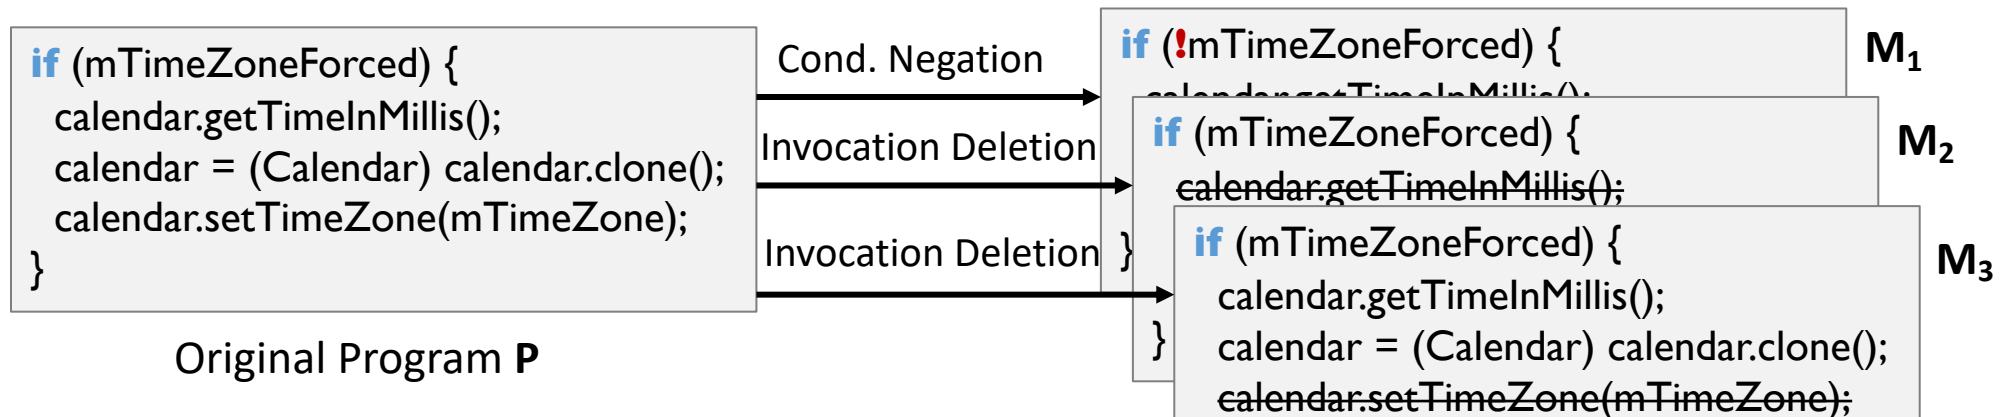 if (mTimeZoneForced) {
calendar.getTimeInMillis();
calendar = (Calendar) calendar.clone();
calendar.setTimeZone(mTimeZone);
}
Original Program P
Cond. Negation
Invocation Deletion
Invocation Deletion
if (!mTimeZoneForced) {
calendar.getTimeInMillis();
}
M1
if (mTimeZoneForced) {
calendar.getTimeInMillis();
}
M2
if (mTimeZoneForced) {
calendar.getTimeInMillis();
calendar = (Calendar) calendar.clone();
calendar.setTimeZone(mTimeZone);
M3